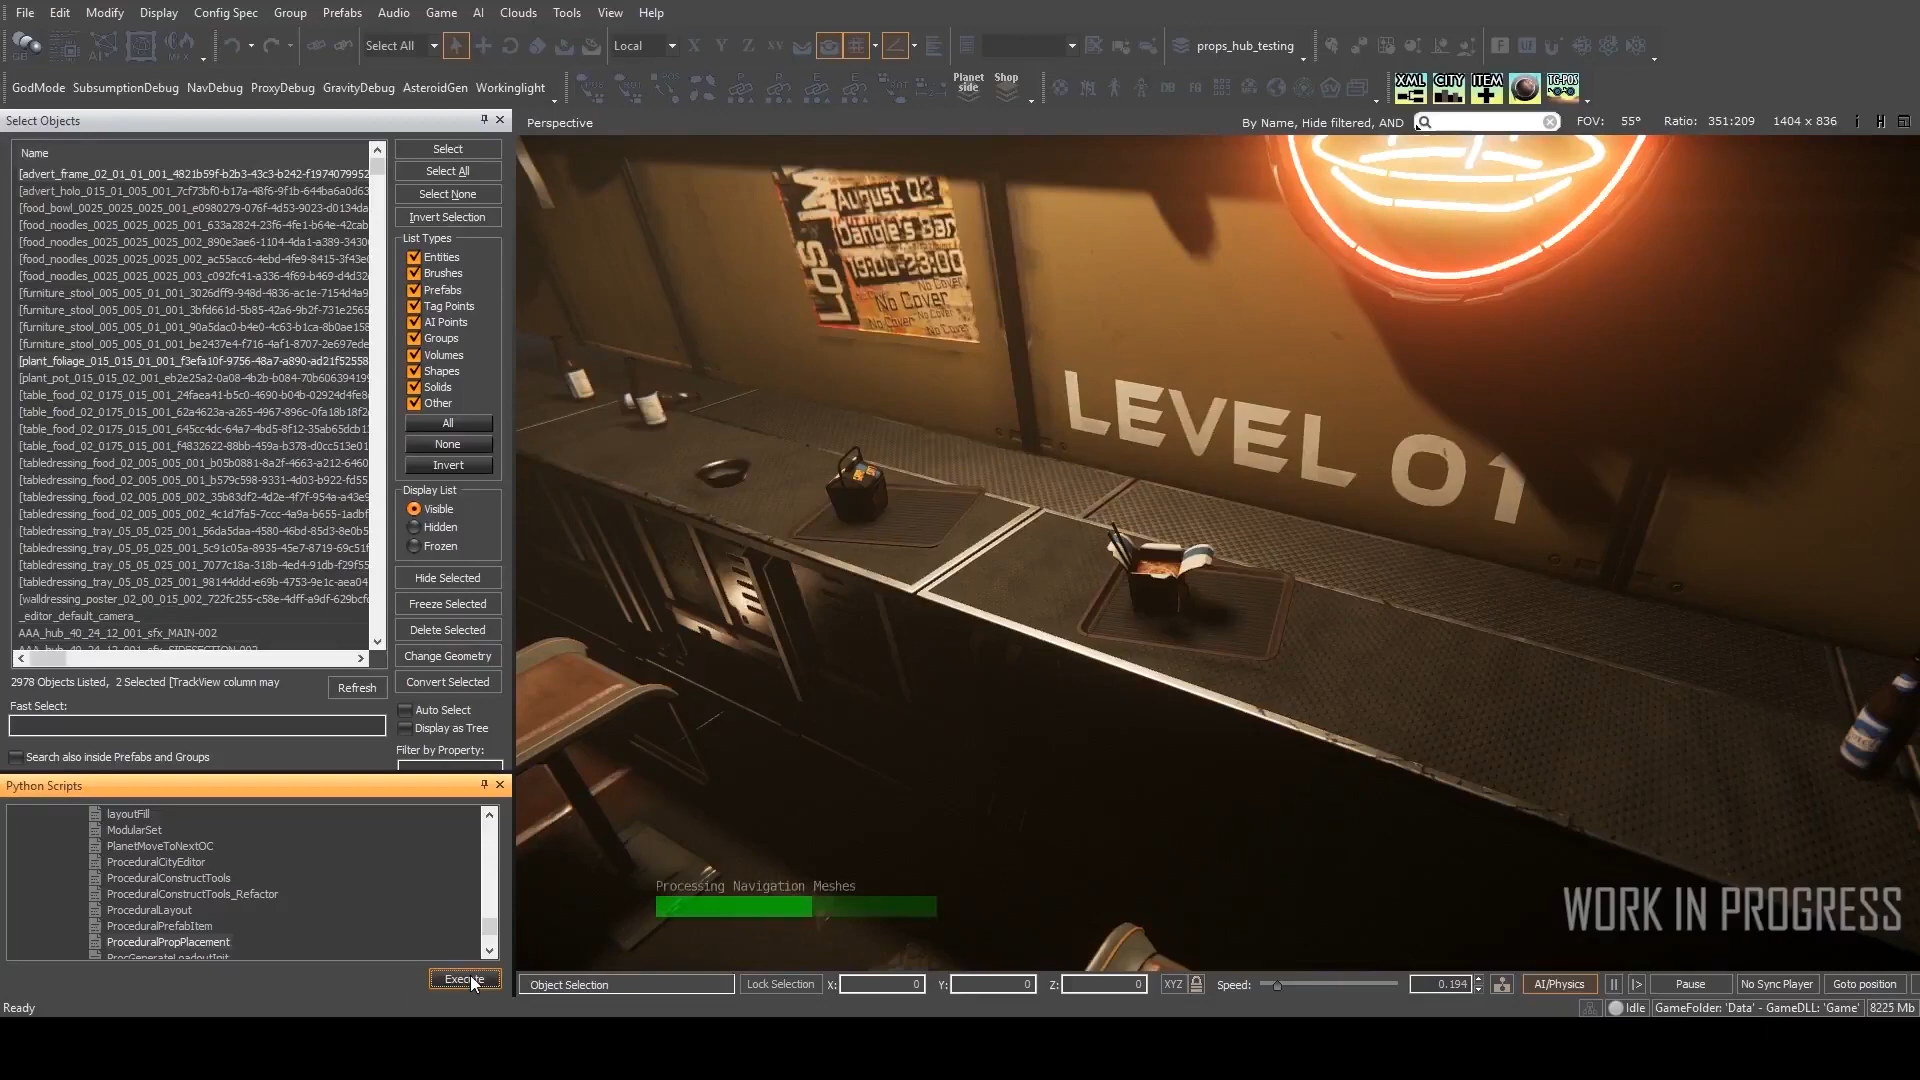 File Edit Modify Display Config Spec Group Prefabs Audio Game AI Clouds Tools View Help
Select All Local X Y Z XY props_hub_testing
GodMode SubsumptionDebug NavDebug ProxyDebug GravityDebug AsteroidGen Workinglight Planet side Shop XML CITY ITEM TG-POS
Select Objects
Perspective By Name, Hide filtered, AND FOV: 55° Ratio: 351:209 1404 x 836 i H
Name
[advert_frame_02_01_01_001_4821b59f-b2b3-43c3-b242-f1974079952
[advert_holo_015_01_005_001_7cf73bf0-b17a-48f6-9f1b-644ba6a0d63
[food_bowl_0025_0025_0025_001_e0980279-076f-4d53-9023-d0134da
[food_noodles_0025_0025_0025_001_633a2824-23f6-4fe1-b64e-42cab
[food_noodles_0025_0025_0025_002_890e3ae6-1104-4da1-a389-3430
[food_noodles_0025_0025_0025_002_ac55acc6-4ebd-4fe9-8415-3f43e
[food_noodles_0025_0025_0025_003_c092fc41-a336-4f69-b469-d4d32
[furniture_stool_005_005_01_001_3026dff9-948d-4836-ac1e-7154d4a9
[furniture_stool_005_005_01_001_3bfd661d-5b85-42a6-9b2f-731e2565
[furniture_stool_005_005_01_001_90a5dac0-b4e0-4c63-b1ca-8b0ae158
[furniture_stool_005_005_01_001_be2437e4-f716-4af1-8707-2e697ede
[plant_foliage_015_015_01_001_f3efa10f-9756-48a7-a890-ad21f52558
[plant_pot_015_015_02_001_eb2e25a2-0a08-4b2b-b084-70b606394199
[table_food_02_0175_015_001_24faea41-b5c0-4690-b04b-02924d4fe8
[table_food_02_0175_015_001_62a4623a-a265-4967-896c-0fa18b18f2
[table_food_02_0175_015_001_645cc4dc-64a7-4bd5-8f12-35ab65dcb1
[table_food_02_0175_015_001_f4832622-88bb-459a-b378-d0cc513e01
[tabledressing_food_02_005_005_001_b05b0881-8a2f-4663-a212-6460
[tabledressing_food_02_005_005_001_b579c598-9331-4d03-b922-fd55
[tabledressing_food_02_005_005_002_35b83df2-4d2e-4f7f-954a-a43e9
[tabledressing_food_02_005_005_002_4c1d7fa5-7ccc-4a9a-b655-1adbf
[tabledressing_tray_05_05_025_001_56da5daa-4580-46bd-85d3-8e0b5
[tabledressing_tray_05_05_025_001_5c91c05a-8935-45e7-8719-69c51f
[tabledressing_tray_05_05_025_001_7077c18a-318b-4ed4-91db-f29f55
[tabledressing_tray_05_05_025_001_98144ddd-e69b-4753-9e1c-aea04
[walldressing_poster_02_00_015_002_722fc255-c58e-4dff-a9df-629bcf
_editor_default_camera_
AAA_hub_40_24_12_001_sfx_MAIN-002
AAA_hub_40_24_12_001_sfx_SIDESECTION-002
Select
Select All
Select None
Invert Selection
List Types
Entities
Brushes
Prefabs
Tag Points
AI Points
Groups
Volumes
Shapes
Solids
Other
All
None
Invert
Display List
Visible
Hidden
Frozen
Hide Selected
Freeze Selected
Delete Selected
Change Geometry
Convert Selected
2978 Objects Listed, 2 Selected [TrackView column may
Refresh
Fast Select:
Auto Select
Display as Tree
Search also inside Prefabs and Groups
Filter by Property:
Python Scripts
layoutFill
ModularSet
PlanetMoveToNextOC
ProceduralCityEditor
ProceduralConstructTools
ProceduralConstructTools_Refactor
ProceduralLayout
ProceduralPrefabItem
ProceduralPropPlacement
ProcGenerateLoadoutInit
Execute
August 02
Dangle's Bar
19:00-23:00
No Cover
No Cover
No Cover
LEVEL 01
Processing Navigation Meshes
WORK IN PROGRESS
Object Selection Lock Selection X: 0 Y: 0 Z: 0 XYZ Speed: 0.194 AI/Physics Pause No Sync Player Goto position
Ready Idle GameFolder: 'Data' - GameDLL: 'Game' 8225 Mb